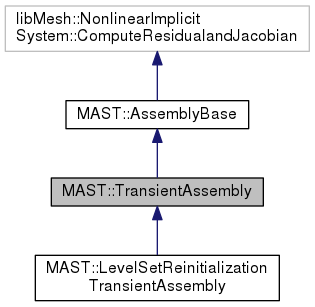 libMesh::NonlinearImplicit
System::ComputeResidualandJacobian
MAST::AssemblyBase
MAST::TransientAssembly
MAST::LevelSetReinitialization
TransientAssembly